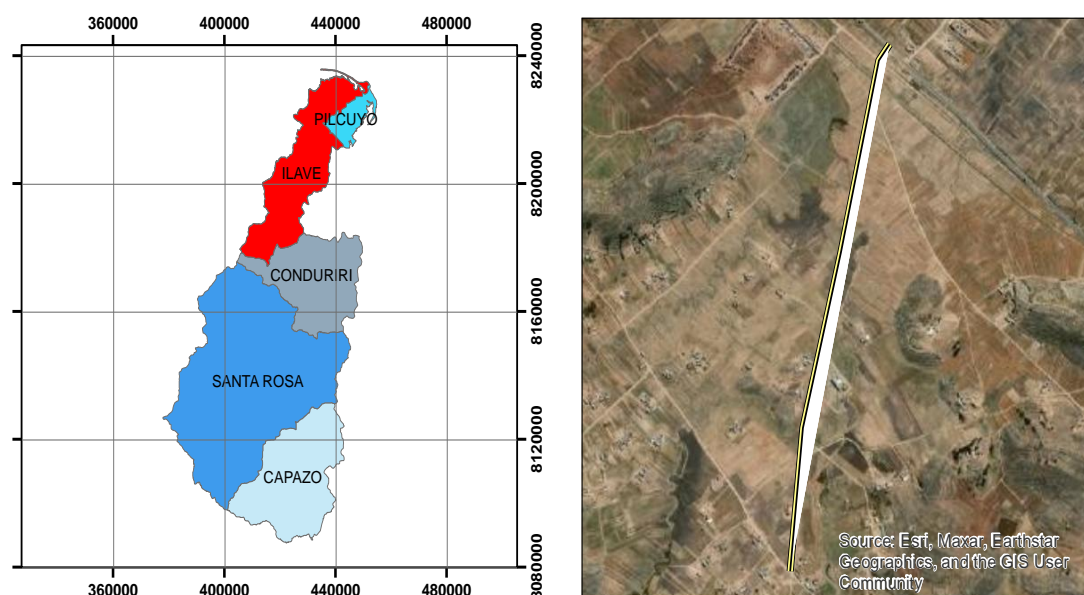 360000 400000 440000 480000
8240000
PILCUYO
ILAVE
8200000
CONDURIRI
8160000
SANTA ROSA
8120000
CAPAZO
8080000
360000 400000 440000 480000
Source: Esri, Maxar, Earthstar
Geographics, and the GIS User
Community